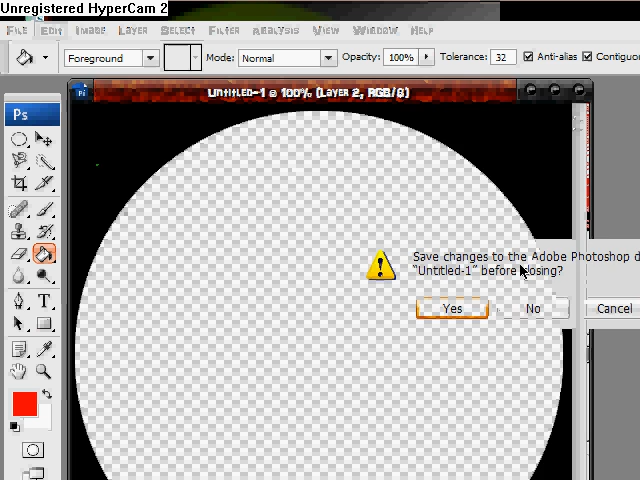 Unregistered HyperCam 2
File Edit Image Layer Select Filter Analysis View Window Help
Foreground Mode: Normal Opacity: 100% Tolerance: 32 Anti-alias Contiguo
Ps Untitled-1 @ 100% (Layer 2, RGB/8)
Ps
Save changes to the Adobe Photoshop d
"Untitled-1" before closing?
Yes No Cancel
T